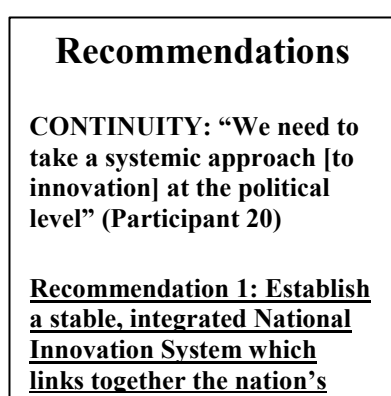 Recommendations
CONTINUITY: “We need to
take a systemic approach [to
innovation] at the political
level” (Participant 20)
Recommendation 1: Establish
a stable, integrated National
Innovation System which
links together the nation’s